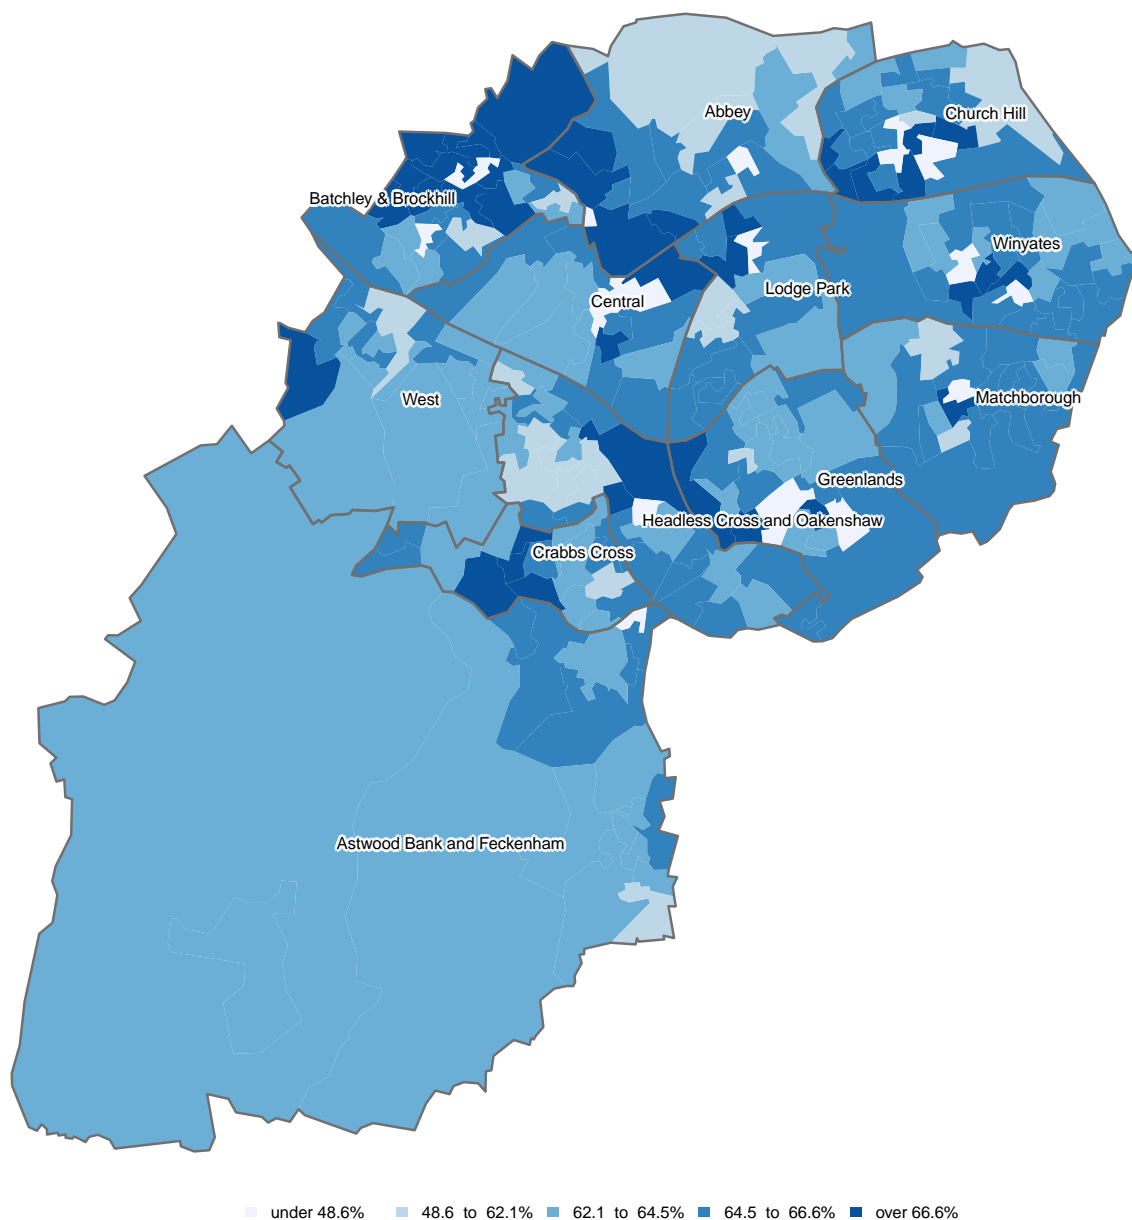 Abbey
Church Hill
Batchley & Brockhill
Winyates
Lodge Park
Central
West
Matchborough
Greenlands
Headless Cross and Oakenshaw
Crabbs Cross
Astwood Bank and Feckenham
under 48.6% 48.6 to 62.1% 62.1 to 64.5% 64.5 to 66.6% over 66.6%